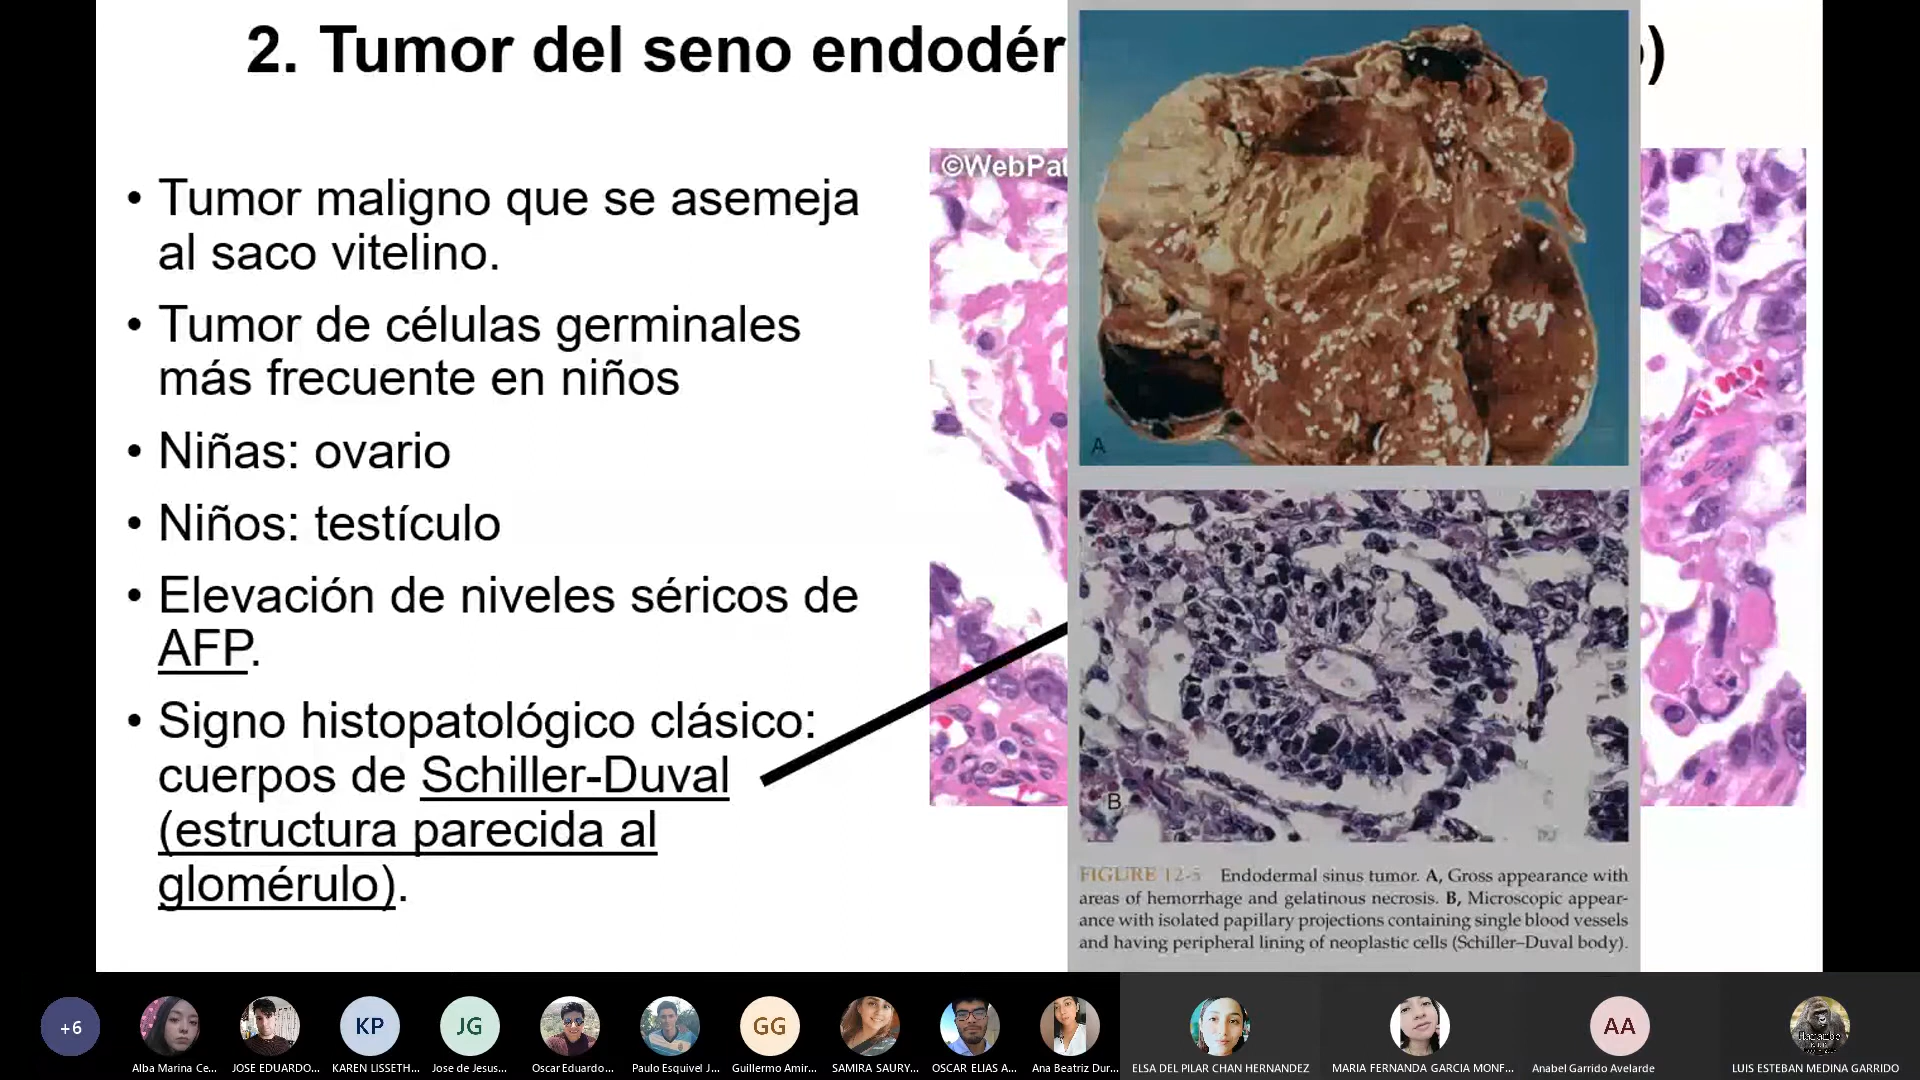 2. Tumor del seno endodér
)
• Tumor maligno que se asemeja
al saco vitelino.
• Tumor de células germinales
más frecuente en niños
• Niñas: ovario
• Niños: testículo
• Elevación de niveles séricos de
AFP.
• Signo histopatológico clásico:
cuerpos de Schiller-Duval
(estructura parecida al
glomérulo).
©WebPat
A
B
FIGURE 12-5 Endodermal sinus tumor. A, Gross appearance with
areas of hemorrhage and gelatinous necrosis. B, Microscopic appear-
ance with isolated papillary projections containing single blood vessels
and having peripheral lining of neoplastic cells (Schiller–Duval body).
+6
KP
JG
GG
AA
Alba Marina Ce...
JOSE EDUARDO...
KAREN LISSETH...
Jose de Jesus...
Oscar Eduardo...
Paulo Esquivel J...
Guillermo Amir...
SAMIRA SAURY...
OSCAR ELIAS A...
Ana Beatriz Dur...
ELSA DEL PILAR CHAN HERNANDEZ
MARIA FERNANDA GARCIA MONF...
Anabel Garrido Avelarde
LUIS ESTEBAN MEDINA GARRIDO